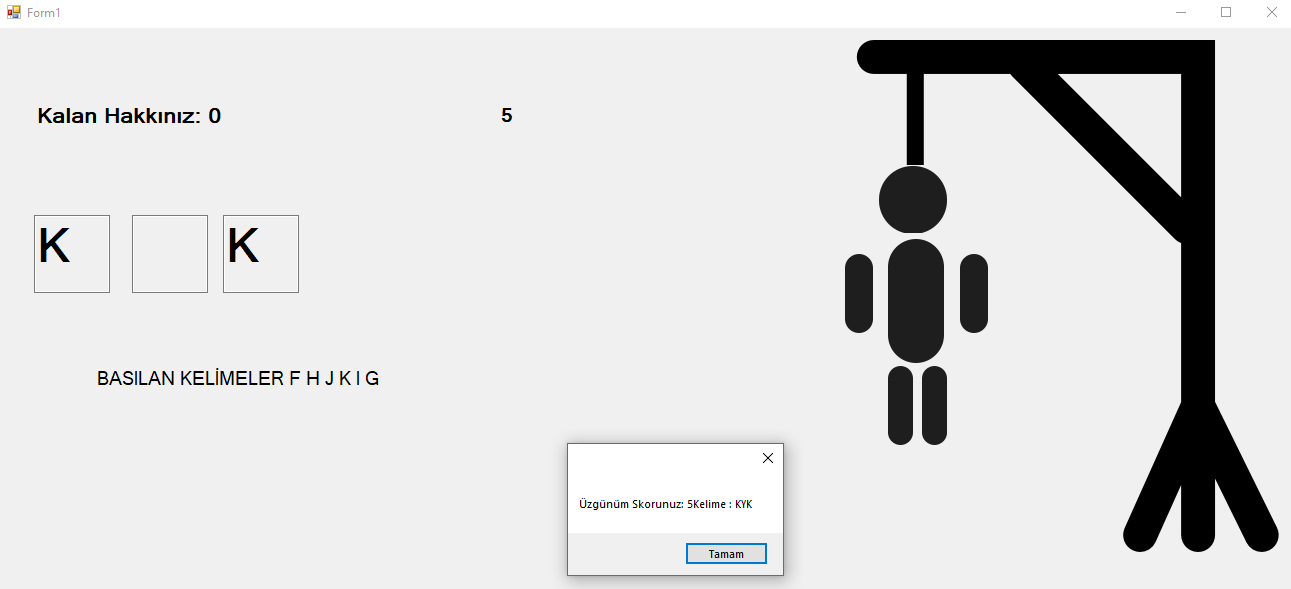 Form1
Kalan Hakkınız: 0
5
K
K
BASILAN KELİMELER F H J K I G
Üzgünüm Skorunuz: 5Kelime : KYK
Tamam